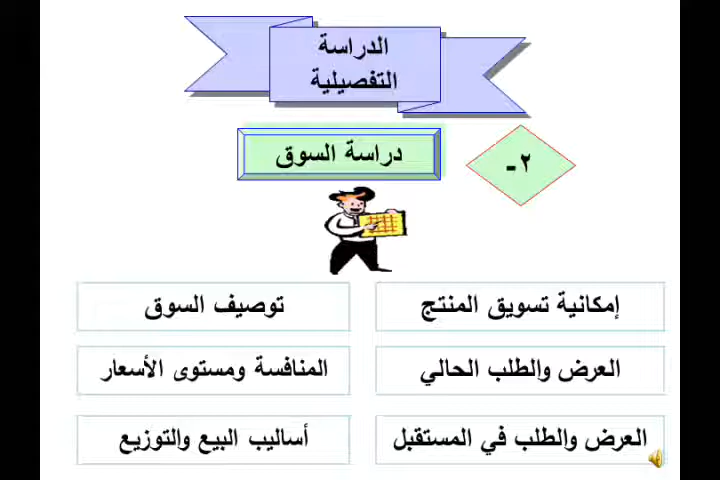 الدراسة
التفصيلية
٢-
دراسة السوق
إمكانية تسويق المنتج
توصيف السوق
العرض والطلب الحالي
المنافسة ومستوى الأسعار
العرض والطلب في المستقبل
أساليب البيع والتوزيع